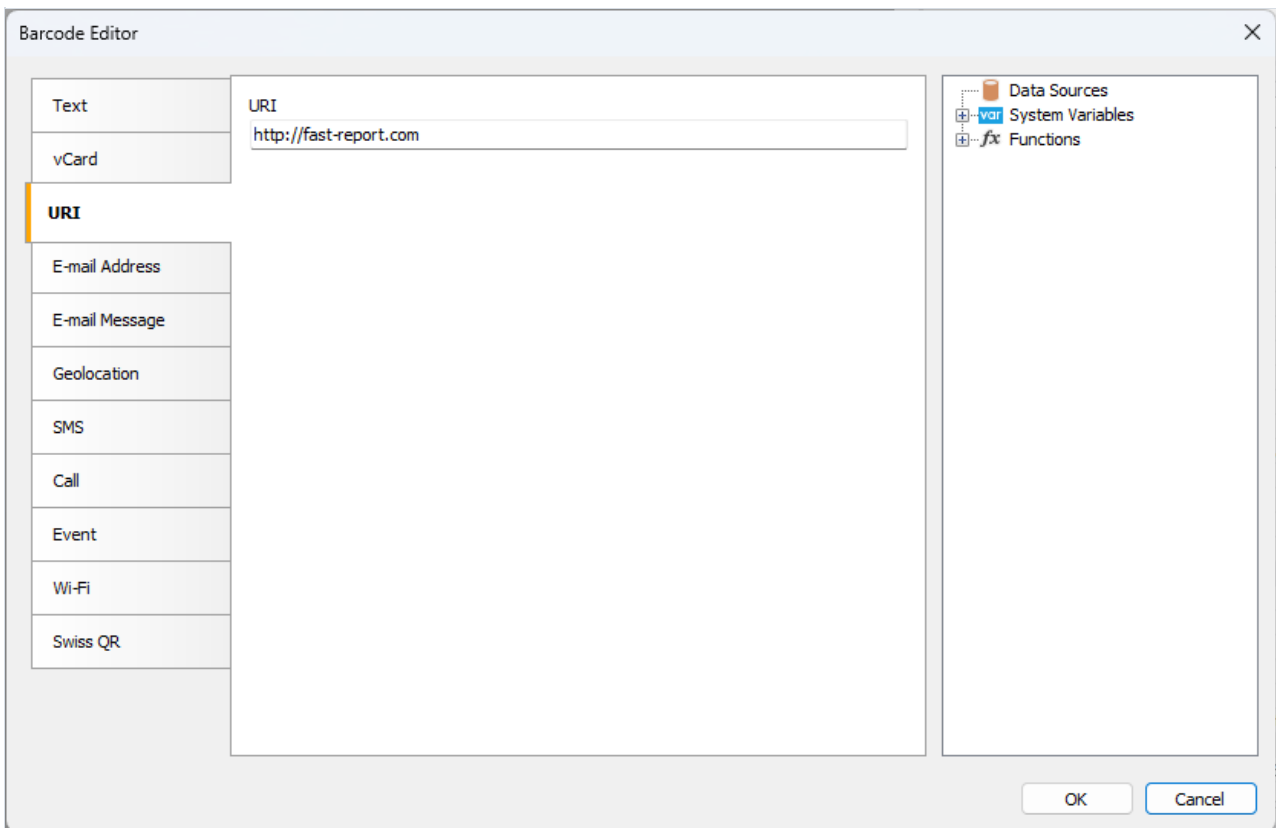 Barcode Editor
Text
vCard
URI
E-mail Address
E-mail Message
Geolocation
SMS
Call
Event
Wi-Fi
Swiss QR
URI
http://fast-report.com
Data Sources
var System Variables
fx Functions
OK
Cancel